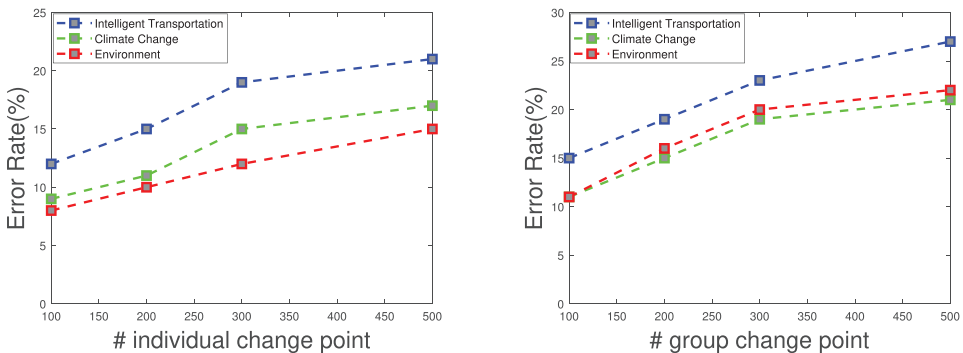 25
20
15
10
5
0
Error Rate(%)
Intelligent Transportation
Climate Change
Environment
100 150 200 250 300 350 400 450 500
# individual change point
30
25
20
15
10
5
0
Error Rate(%)
Intelligent Transportation
Climate Change
Environment
100 150 200 250 300 350 400 450 500
# group change point